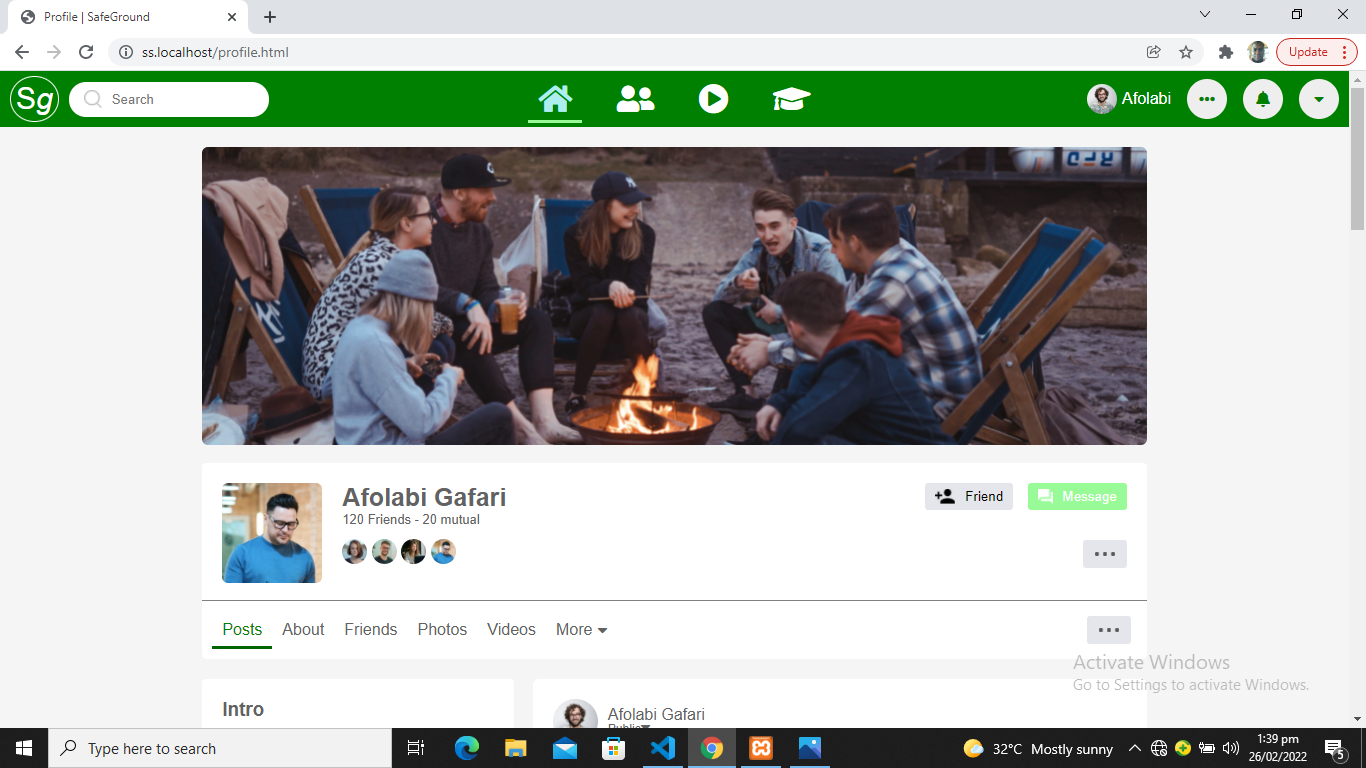 Profile | SafeGround
ss.localhost/profile.html
Update
Sg
Search
Afolabi
Afolabi Gafari
120 Friends - 20 mutual
Friend
Message
Posts
About
Friends
Photos
Videos
More
Activate Windows
Go to Settings to activate Windows.
Intro
Afolabi Gafari
Public
Type here to search
32°C Mostly sunny
1:39 pm
26/02/2022
5